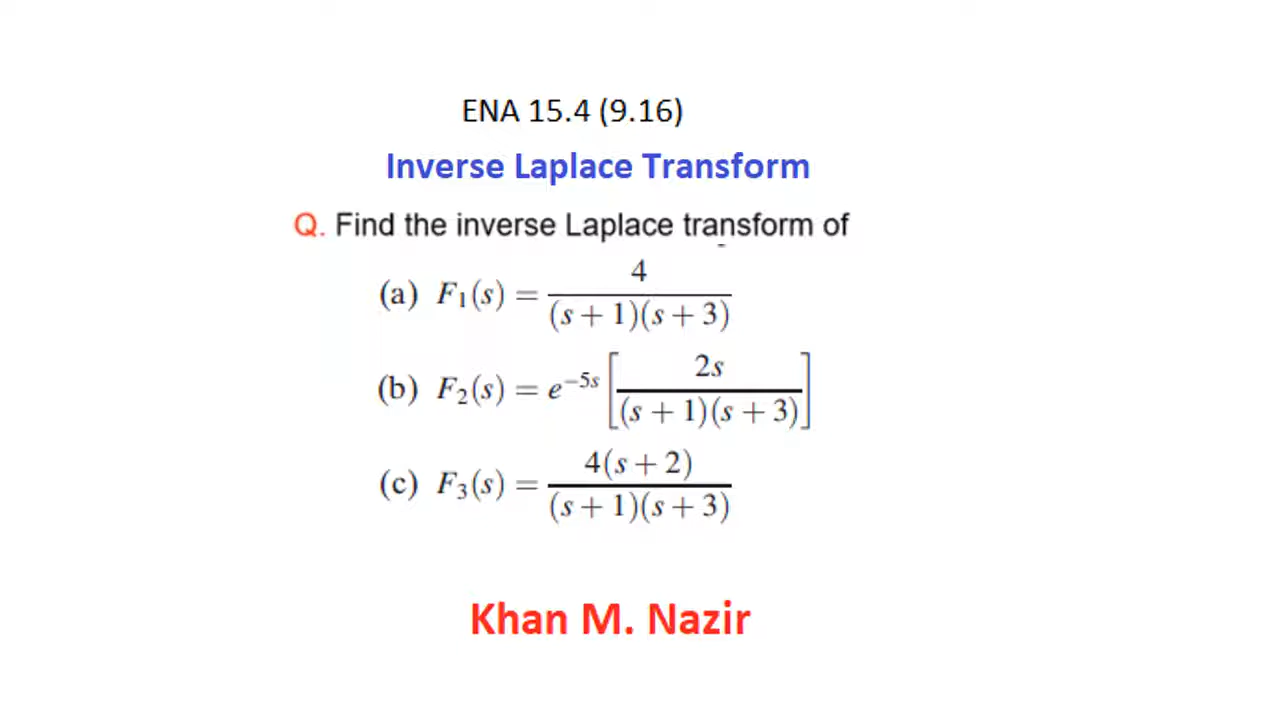 ENA 15.4 (9.16)
Inverse Laplace Transform
Q. Find the inverse Laplace transform of
(a) F₁(s) = 4 / (s + 1)(s + 3)
(b) F₂(s) = e⁻⁵ˢ [2s / (s + 1)(s + 3)]
(c) F₃(s) = 4(s + 2) / (s + 1)(s + 3)
Khan M. Nazir